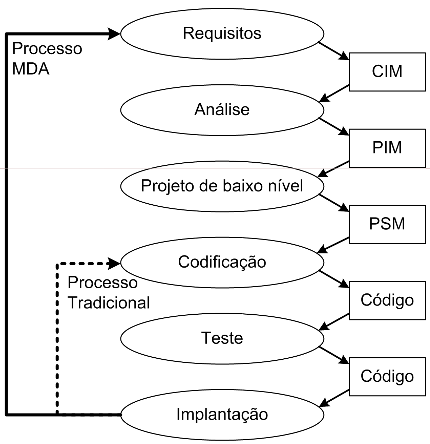 Requisitos
Processo
MDA
CIM
Análise
PIM
Projeto de baixo nível
PSM
Codificação
Processo
Tradicional
Código
Teste
Código
Implantação